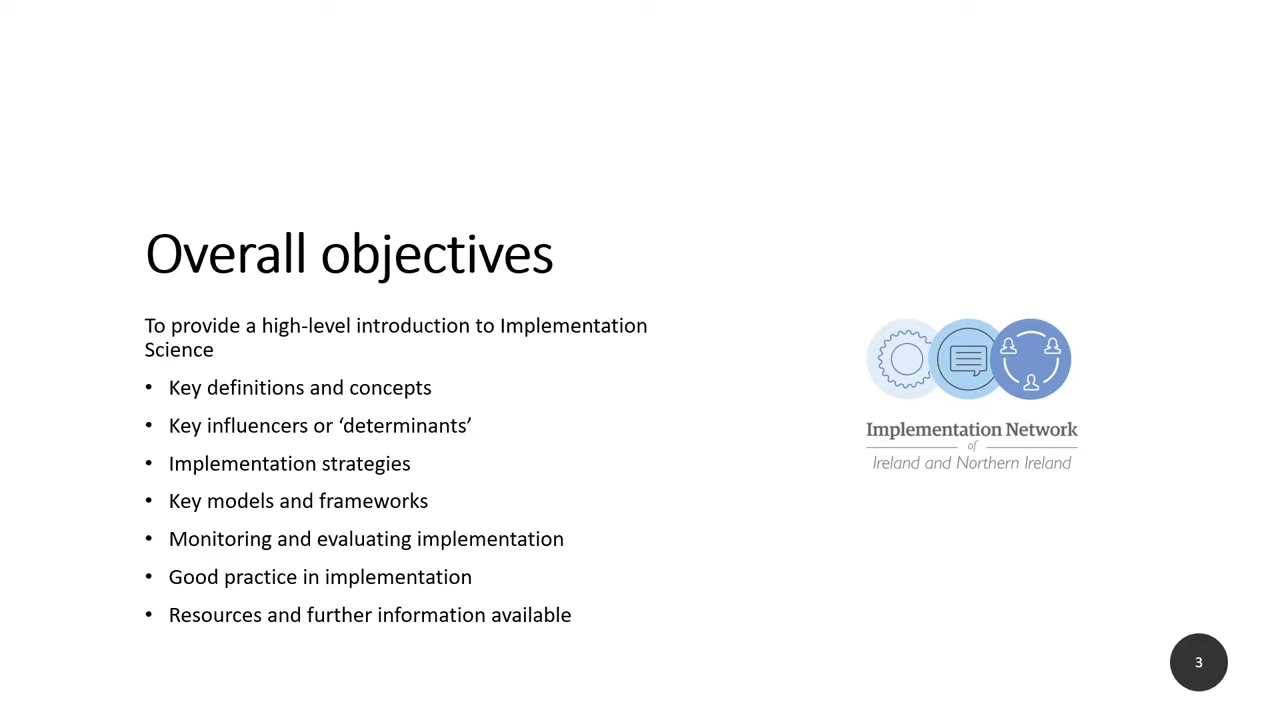 Overall objectives
To provide a high-level introduction to Implementation
Science
• Key definitions and concepts
• Key influencers or ‘determinants’
• Implementation strategies
• Key models and frameworks
• Monitoring and evaluating implementation
• Good practice in implementation
• Resources and further information available
Implementation Network
of
Ireland and Northern Ireland
3